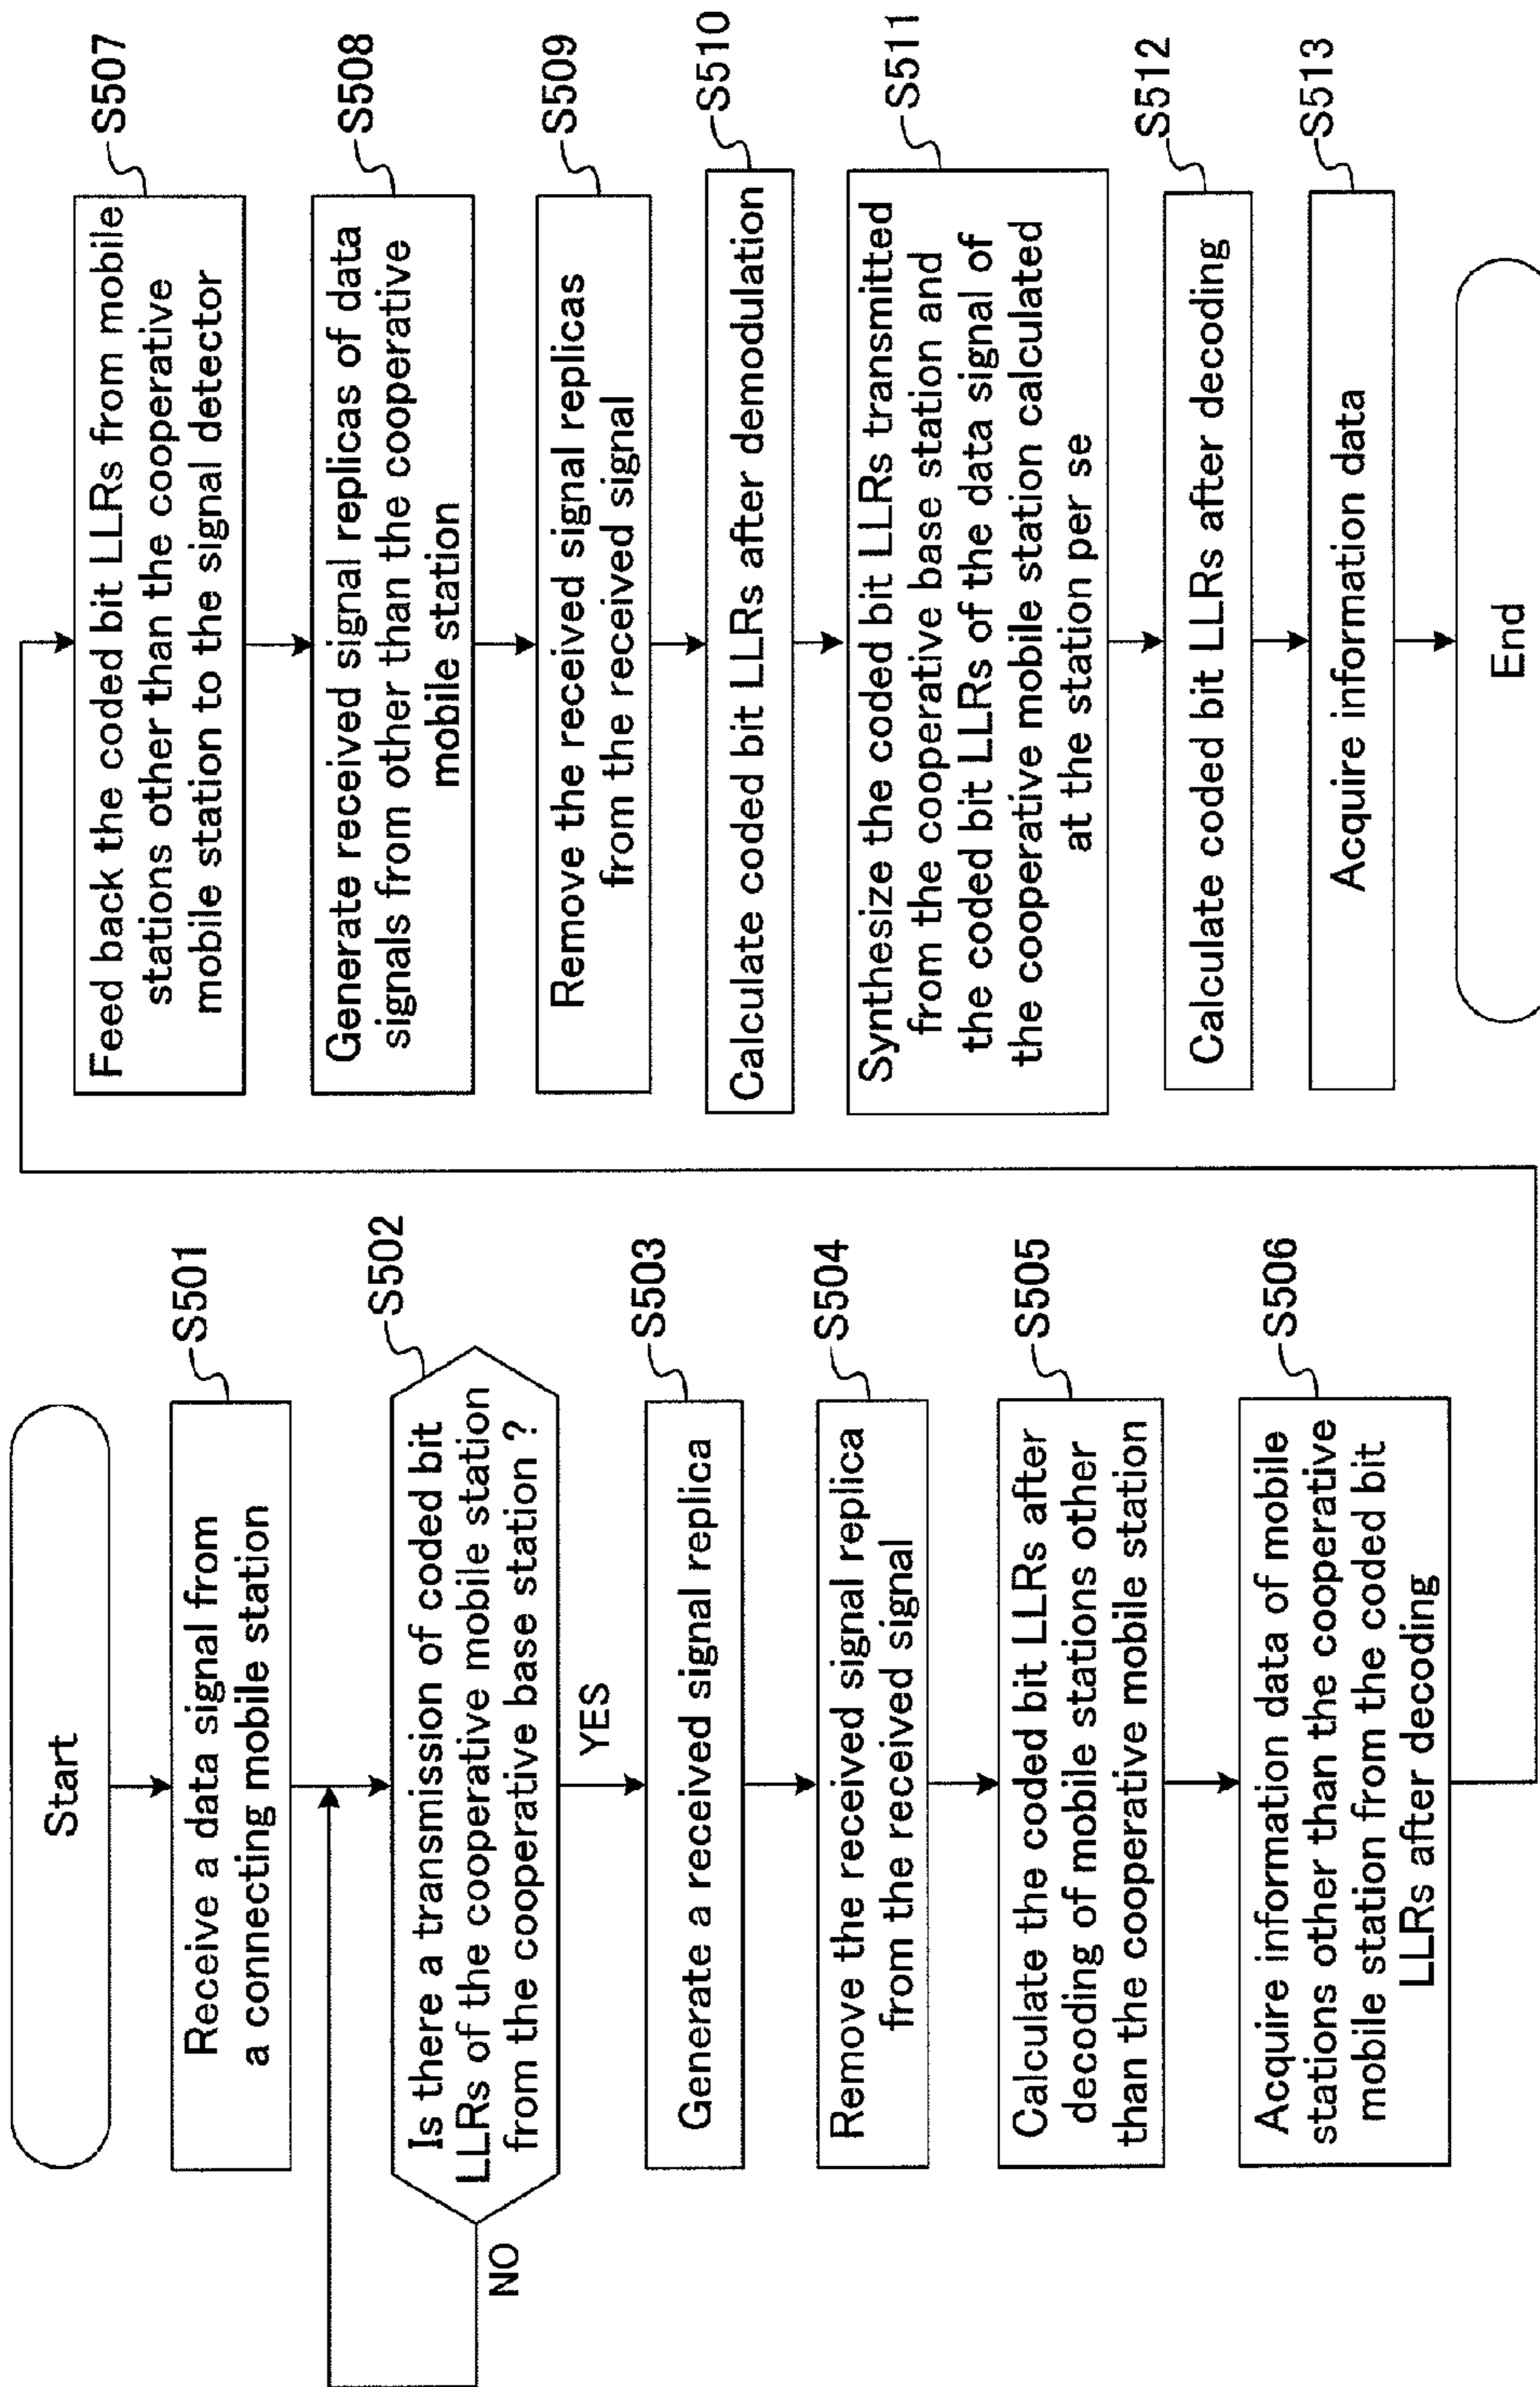 Start
Receive a data signal from
a connecting mobile station
S501
Is there a transmission of coded bit
LLRs of the cooperative mobile station
from the cooperative base station ?
S502
NO
YES
Generate a received signal replica
S503
Remove the received signal replica
from the received signal
S504
Calculate the coded bit LLRs after
decoding of mobile stations other
than the cooperative mobile station
S505
Acquire information data of mobile
stations other than the cooperative
mobile station from the coded bit
LLRs after decoding
S506
Feed back the coded bit LLRs from mobile
stations other than the cooperative
mobile station to the signal detector
S507
Generate received signal replicas of data
signals from other than the cooperative
mobile station
S508
Remove the received signal replicas
from the received signal
S509
Calculate coded bit LLRs after demodulation
S510
Synthesize the coded bit LLRs transmitted
from the cooperative base station and
the coded bit LLRs of the data signal of
the cooperative mobile station calculated
at the station per se
S511
Calculate coded bit LLRs after decoding
S512
Acquire information data
S513
End